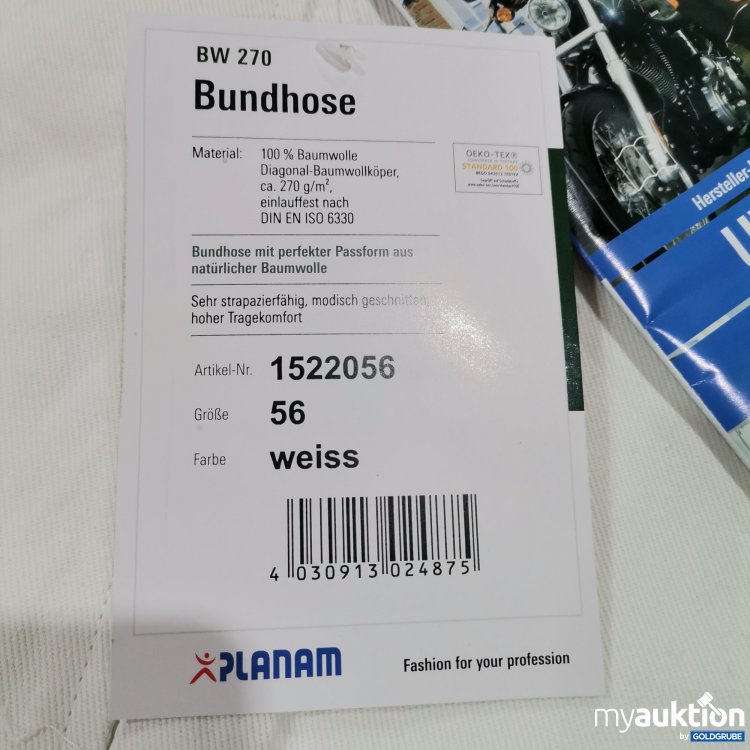 BW 270
Bundhose
Material: 100 % Baumwolle
Diagonal-Baumwollköper,
ca. 270 g/m²,
einlauffest nach
DIN EN ISO 6330
OEKO-TEX®
STANDARD 100
Bundhose mit perfekter Passform aus
natürlicher Baumwolle
Sehr strapazierfähig, modisch geschnitten,
hoher Tragekomfort
Artikel-Nr. 1522056
Größe 56
Farbe weiss
4 030913 024875
PLANAM
Fashion for your profession
Hersteller-
myauktion
by GOLDGRUBE